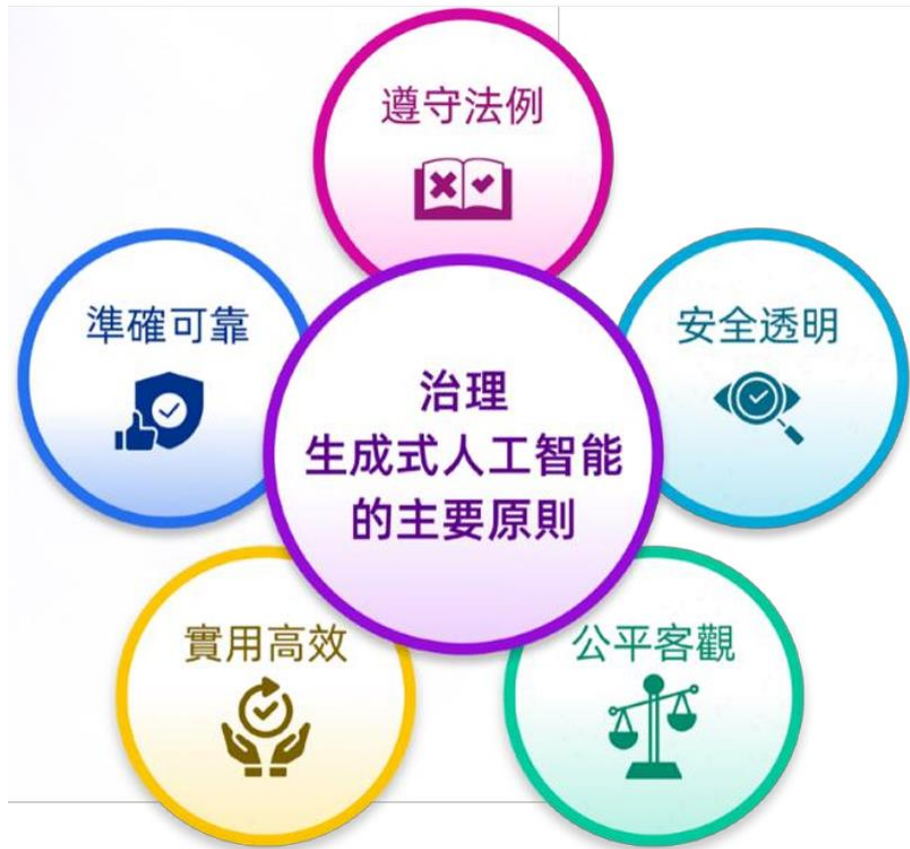 遵守法例
準確可靠
安全透明
治理
生成式人工智能
的主要原則
實用高效
公平客觀